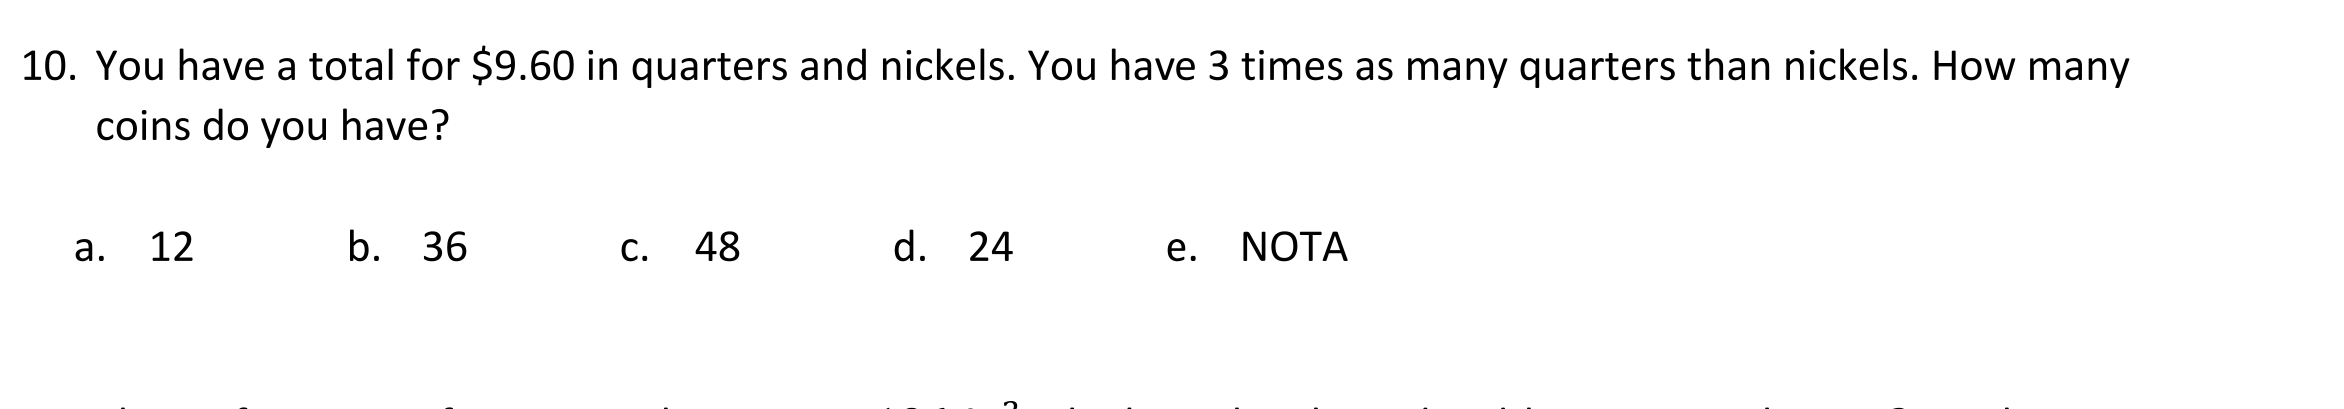 10. You have a total for $9.60 in quarters and nickels. You have 3 times as many quarters than nickels. How many
coins do you have?
a. 12 b. 36 c. 48 d. 24 e. NOTA